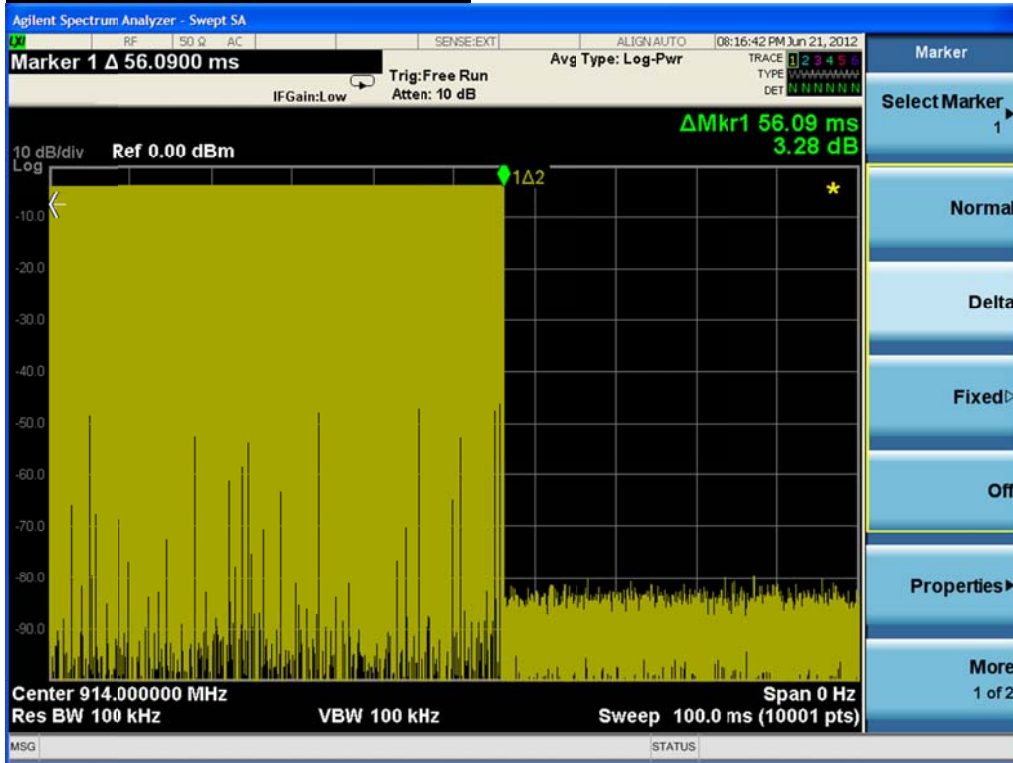 Agilent Spectrum Analyzer - Swept SA
LXI RF 50 Ω AC SENSE:EXT ALIGN AUTO 08:16:42 PM Jun 21, 2012
Marker 1 Δ 56.0900 ms
IFGain:Low
Trig:Free Run
Atten: 10 dB
Avg Type: Log-Pwr
TRACE 1 2 3 4 5 6
TYPE
DET N N N N N N
ΔMkr1 56.09 ms
3.28 dB
10 dB/div Ref 0.00 dBm
Log
1Δ2
*
-10.0
-20.0
-30.0
-40.0
-50.0
-60.0
-70.0
-80.0
-90.0
Center 914.000000 MHz Span 0 Hz
Res BW 100 kHz VBW 100 kHz Sweep 100.0 ms (10001 pts)
MSG STATUS
Marker
Select Marker
1
Normal
Delta
Fixed
Off
Properties
More
1 of 2